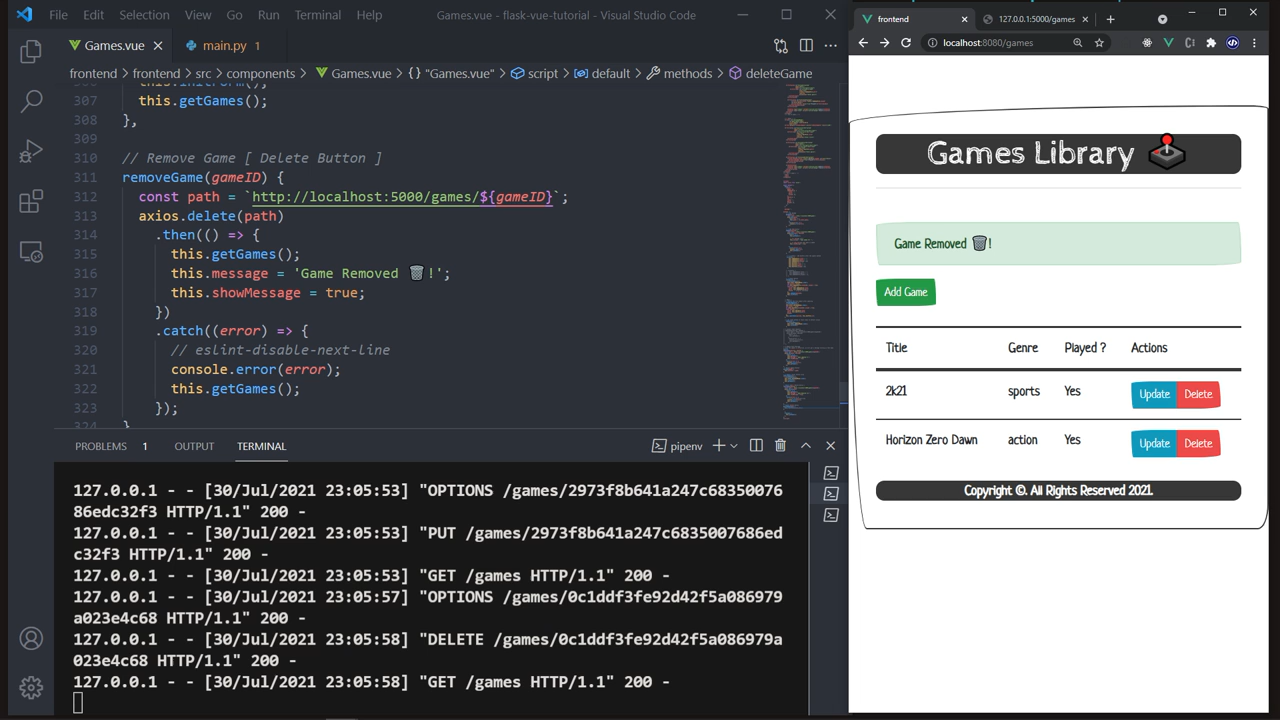 File Edit Selection View Go Run Terminal Help Games.vue - flask-vue-tutorial - Visual Studio Code
Games.vue main.py 1
frontend frontend src components Games.vue {} "Games.vue" script default methods deleteGame
307 this.getGames();
},
// Remove Game [ Delete Button
removeGame(gameID) {
312 const path = `http://localhost:5000/games/${gameID}`;
313 axios.delete(path)
314 .then(() => {
this.getGames();
this.message = 'Game Removed 🗑!';
317 this.showMessage = true;
})
.catch((error) => {
eslint-disable-next-line
console.error(error);
322 this.getGames();
});
}
PROBLEMS 1 OUTPUT TERMINAL pipenv
127.0.0.1 - - [30/Jul/2021 23:05:53] "OPTIONS /games/2973f8b641a247c68350076
86edc32f3 HTTP/1.1" 200 -
127.0.0.1 - - [30/Jul/2021 23:05:53] "PUT /games/2973f8b641a247c6835007686ed
c32f3 HTTP/1.1" 200 -
127.0.0.1 - - [30/Jul/2021 23:05:53] "GET /games HTTP/1.1" 200 -
127.0.0.1 - - [30/Jul/2021 23:05:57] "OPTIONS /games/0c1ddf3fe92d42f5a086979
a023e4c68 HTTP/1.1" 200 -
127.0.0.1 - - [30/Jul/2021 23:05:58] "DELETE /games/0c1ddf3fe92d42f5a086979a
023e4c68 HTTP/1.1" 200 -
127.0.0.1 - - [30/Jul/2021 23:05:58] "GET /games HTTP/1.1" 200 -
frontend 127.0.0.1:5000/games
localhost:8080/games
Games Library 🕹
Game Removed 🗑!
Add Game
Title Genre Played ? Actions
2k21 sports Yes Update Delete
Horizon Zero Dawn action Yes Update Delete
Copyright ©. All Rights Reserved 2021.